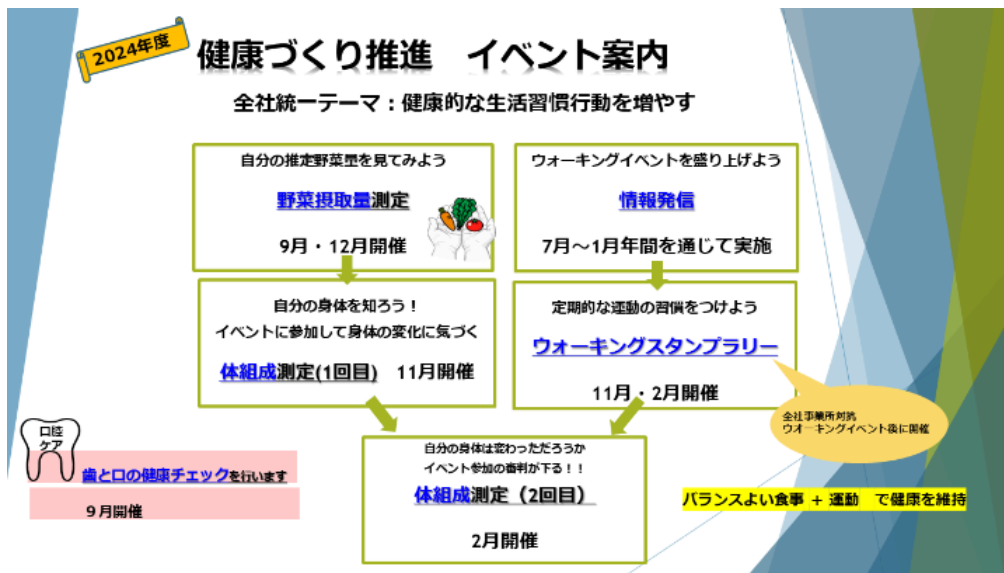 2024年度
健康づくり推進　イベント案内
全社統一テーマ：健康的な生活習慣行動を増やす
自分の推定野菜量を見てみよう
野菜摂取量測定
9月・12月開催
ウォーキングイベントを盛り上げよう
情報発信
7月～1月年間を通じて実施
自分の身体を知ろう！
イベントに参加して身体の変化に気づく
体組成測定(1回目)　11月開催
定期的な運動の習慣をつけよう
ウォーキングスタンプラリー
11月・2月開催
全社事業所対抗
ウオーキングイベント後に開催
自分の身体は変わっただろうか
イベント参加の審判が下る！！
体組成測定（2回目）
2月開催
口腔
ケア
歯と口の健康チェックを行います
９月開催
バランスよい食事 + 運動　で健康を維持